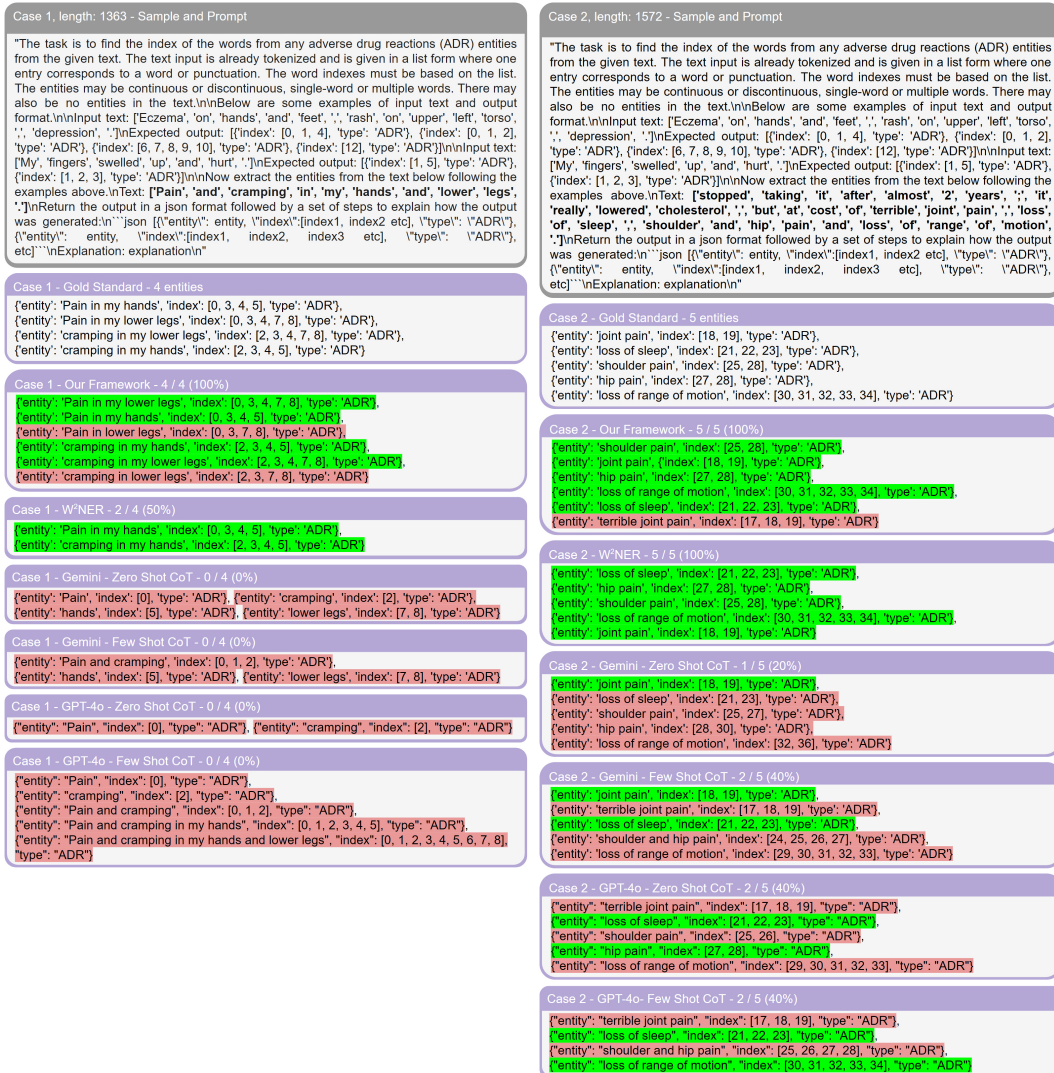 Case 1, length: 1363 - Sample and Prompt
"The task is to find the index of the words from any adverse drug reactions (ADR) entities
from the given text. The text input is already tokenized and is given in a list form where one
entry corresponds to a word or punctuation. The word indexes must be based on the list.
The entities may be continuous or discontinuous, single-word or multiple words. There may
also be no entities in the text.\n\nBelow are some examples of input text and output
format.\n\nInput text: ['Eczema', 'on', 'hands', 'and', 'feet', ',', 'rash', 'on', 'upper', 'left', 'torso',
',', 'depression', '.']\nExpected output: [{'index': [0, 1, 4], 'type': 'ADR'}, {'index': [0, 1, 2],
'type': 'ADR'}, {'index': [6, 7, 8, 9, 10], 'type': 'ADR'}, {'index': [12], 'type': 'ADR'}]\n\nInput text:
['My', 'fingers', 'swelled', 'up', 'and', 'hurt', '.']\nExpected output: [{'index': [1, 5], 'type': 'ADR'},
{'index': [1, 2, 3], 'type': 'ADR'}]\n\nNow extract the entities from the text below following the
examples above.\nText: ['Pain', 'and', 'cramping', 'in', 'my', 'hands', 'and', 'lower', 'legs',
'.']\nReturn the output in a json format followed by a set of steps to explain how the output
was generated:\n```json [{\"entity\": entity, \"index\":[index1, index2 etc], \"type\": \"ADR\"},
{\"entity\": entity, \"index\":[index1, index2, index3 etc], \"type\": \"ADR\"},
etc]```\nExplanation: explanation\n"
Case 1 - Gold Standard - 4 entities
{'entity': 'Pain in my hands', 'index': [0, 3, 4, 5], 'type': 'ADR'},
{'entity': 'Pain in my lower legs', 'index': [0, 3, 4, 7, 8], 'type': 'ADR'},
{'entity': 'cramping in my lower legs', 'index': [2, 3, 4, 7, 8], 'type': 'ADR'},
{'entity': 'cramping in my hands', 'index': [2, 3, 4, 5], 'type': 'ADR'}
Case 1 - Our Framework - 4 / 4 (100%)
{'entity': 'Pain in my lower legs', 'index': [0, 3, 4, 7, 8], 'type': 'ADR'},
{'entity': 'Pain in my hands', 'index': [0, 3, 4, 5], 'type': 'ADR'},
{'entity': 'Pain in lower legs', 'index': [0, 3, 7, 8], 'type': 'ADR'},
{'entity': 'cramping in my hands', 'index': [2, 3, 4, 5], 'type': 'ADR'},
{'entity': 'cramping in my lower legs', 'index': [2, 3, 4, 7, 8], 'type': 'ADR'},
{'entity': 'cramping in lower legs', 'index': [2, 3, 7, 8], 'type': 'ADR'}
Case 1 - W²NER - 2 / 4 (50%)
{'entity': 'Pain in my hands', 'index': [0, 3, 4, 5], 'type': 'ADR'},
{'entity': 'cramping in my hands', 'index': [2, 3, 4, 5], 'type': 'ADR'}
Case 1 - Gemini - Zero Shot CoT - 0 / 4 (0%)
{'entity': 'Pain', 'index': [0], 'type': 'ADR'}, {'entity': 'cramping', 'index': [2], 'type': 'ADR'},
{'entity': 'hands', 'index': [5], 'type': 'ADR'}, {'entity': 'lower legs', 'index': [7, 8], 'type': 'ADR'}
Case 1 - Gemini - Few Shot CoT - 0 / 4 (0%)
{'entity': 'Pain and cramping', 'index': [0, 1, 2], 'type': 'ADR'},
{'entity': 'hands', 'index': [5], 'type': 'ADR'}, {'entity': 'lower legs', 'index': [7, 8], 'type': 'ADR'}
Case 1 - GPT-4o - Zero Shot CoT - 0 / 4 (0%)
{"entity": "Pain", "index": [0], "type": "ADR"}, {"entity": "cramping", "index": [2], "type": "ADR"}
Case 1 - GPT-4o - Few Shot CoT - 0 / 4 (0%)
{"entity": "Pain", "index": [0], "type": "ADR"},
{"entity": "cramping", "index": [2], "type": "ADR"},
{"entity": "Pain and cramping", "index": [0, 1, 2], "type": "ADR"},
{"entity": "Pain and cramping in my hands", "index": [0, 1, 2, 3, 4, 5], "type": "ADR"},
{"entity": "Pain and cramping in my hands and lower legs", "index": [0, 1, 2, 3, 4, 5, 6, 7, 8],
"type": "ADR"}
Case 2, length: 1572 - Sample and Prompt
"The task is to find the index of the words from any adverse drug reactions (ADR) entities
from the given text. The text input is already tokenized and is given in a list form where one
entry corresponds to a word or punctuation. The word indexes must be based on the list.
The entities may be continuous or discontinuous, single-word or multiple words. There may
also be no entities in the text.\n\nBelow are some examples of input text and output
format.\n\nInput text: ['Eczema', 'on', 'hands', 'and', 'feet', ',', 'rash', 'on', 'upper', 'left', 'torso',
',', 'depression', '.']\nExpected output: [{'index': [0, 1, 4], 'type': 'ADR'}, {'index': [0, 1, 2],
'type': 'ADR'}, {'index': [6, 7, 8, 9, 10], 'type': 'ADR'}, {'index': [12], 'type': 'ADR'}]\n\nInput text:
['My', 'fingers', 'swelled', 'up', 'and', 'hurt', '.']\nExpected output: [{'index': [1, 5], 'type': 'ADR'},
{'index': [1, 2, 3], 'type': 'ADR'}]\n\nNow extract the entities from the text below following the
examples above.\nText: ['stopped', 'taking', 'it', 'after', 'almost', '2', 'years', ';', 'it',
'really', 'lowered', 'cholesterol', ',', 'but', 'at', 'cost', 'of', 'terrible', 'joint', 'pain', ',', 'loss',
'of', 'sleep', ',', 'shoulder', 'and', 'hip', 'pain', 'and', 'loss', 'of', 'range', 'of', 'motion',
'.']\nReturn the output in a json format followed by a set of steps to explain how the output
was generated:\n```json [{\"entity\": entity, \"index\":[index1, index2 etc], \"type\": \"ADR\"},
{\"entity\": entity, \"index\":[index1, index2, index3 etc], \"type\": \"ADR\"},
etc]```\nExplanation: explanation\n"
Case 2 - Gold Standard - 5 entities
{'entity': 'joint pain', 'index': [18, 19], 'type': 'ADR'},
{'entity': 'loss of sleep', 'index': [21, 22, 23], 'type': 'ADR'},
{'entity': 'shoulder pain', 'index': [25, 28], 'type': 'ADR'},
{'entity': 'hip pain', 'index': [27, 28], 'type': 'ADR'},
{'entity': 'loss of range of motion', 'index': [30, 31, 32, 33, 34], 'type': 'ADR'}
Case 2 - Our Framework - 5 / 5 (100%)
{'entity': 'shoulder pain', 'index': [25, 28], 'type': 'ADR'},
{'entity': 'joint pain', {'index': [18, 19], 'type': 'ADR'},
{'entity': 'hip pain', 'index': [27, 28], 'type': 'ADR'},
{'entity': 'loss of range of motion', 'index': [30, 31, 32, 33, 34], 'type': 'ADR'},
{'entity': 'loss of sleep', 'index': [21, 22, 23], 'type': 'ADR'},
{'entity': 'terrible joint pain', 'index': [17, 18, 19], 'type': 'ADR'}
Case 2 - W²NER - 5 / 5 (100%)
{'entity': 'loss of sleep', 'index': [21, 22, 23], 'type': 'ADR'},
{'entity': 'hip pain', 'index': [27, 28], 'type': 'ADR'},
{'entity': 'shoulder pain', 'index': [25, 28], 'type': 'ADR'},
{'entity': 'loss of range of motion', 'index': [30, 31, 32, 33, 34], 'type': 'ADR'},
{'entity': 'joint pain', 'index': [18, 19], 'type': 'ADR'}
Case 2 - Gemini - Zero Shot CoT - 1 / 5 (20%)
{'entity': 'joint pain', 'index': [18, 19], 'type': 'ADR'},
{'entity': 'loss of sleep', 'index': [21, 23], 'type': 'ADR'},
{'entity': 'shoulder pain', 'index': [25, 27], 'type': 'ADR'},
{'entity': 'hip pain', 'index': [28, 30], 'type': 'ADR'},
{'entity': 'loss of range of motion', 'index': [32, 36], 'type': 'ADR'}
Case 2 - Gemini - Few Shot CoT - 2 / 5 (40%)
{'entity': 'joint pain', 'index': [18, 19], 'type': 'ADR'},
{'entity': 'terrible joint pain', 'index': [17, 18, 19], 'type': 'ADR'},
{'entity': 'loss of sleep', 'index': [21, 22, 23], 'type': 'ADR'},
{'entity': 'shoulder and hip pain', 'index': [24, 25, 26, 27], 'type': 'ADR'},
{'entity': 'loss of range of motion', 'index': [29, 30, 31, 32, 33], 'type': 'ADR'}
Case 2 - GPT-4o - Zero Shot CoT - 2 / 5 (40%)
{"entity": "terrible joint pain", "index": [17, 18, 19], "type": "ADR"},
{"entity": "loss of sleep", "index": [21, 22, 23], "type": "ADR"},
{"entity": "shoulder pain", "index": [25, 26], "type": "ADR"},
{"entity": "hip pain", "index": [27, 28], "type": "ADR"},
{"entity": "loss of range of motion", "index": [29, 30, 31, 32, 33], "type": "ADR"}
Case 2 - GPT-4o- Few Shot CoT - 2 / 5 (40%)
{"entity": "terrible joint pain", "index": [17, 18, 19], "type": "ADR"},
{"entity": "loss of sleep", "index": [21, 22, 23], "type": "ADR"},
{"entity": "shoulder and hip pain", "index": [25, 26, 27, 28], "type": "ADR"},
{"entity": "loss of range of motion", "index": [30, 31, 32, 33, 34], "type": "ADR"}